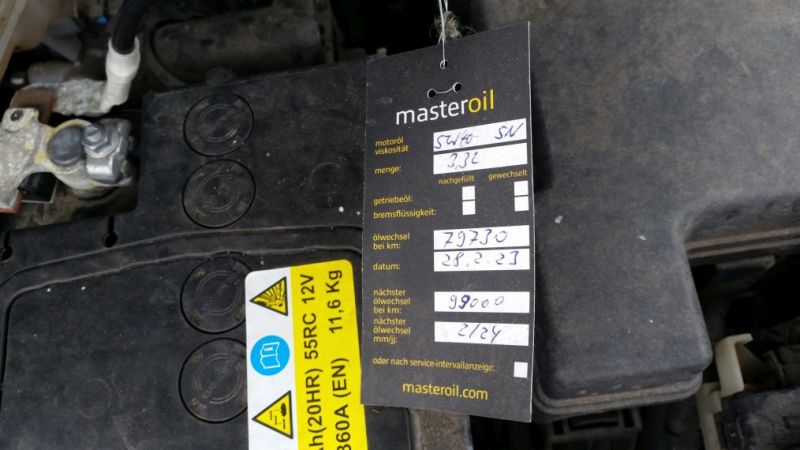 masteroil
motoröl
viskosität
5W40- SN
menge:
3,3L
nachgefüllt gewechselt
getriebeöl:
bremsflüssigkeit:
ölwechsel
bei km:
79730
datum:
28.2.23
nächster
ölwechsel
bei km:
99000
nächster
ölwechsel
mm/jj:
2/24
oder nach service-intervallanzeige:
masteroil.com
h(20HR) 55RC 12V
360A (EN) 11,6 Kg